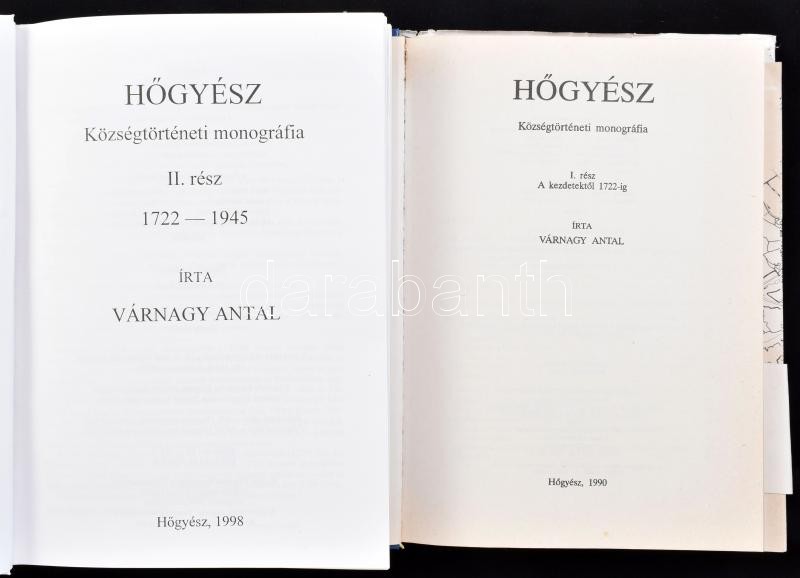 HŐGYÉSZ
Községtörténeti monográfia
II. rész
1722 — 1945
ÍRTA
VÁRNAGY ANTAL
Hőgyész, 1998
HŐGYÉSZ
Községtörténeti monográfia
I. rész
A kezdetektől 1722-ig
ÍRTA
VÁRNAGY ANTAL
Hőgyész, 1990
darabanth